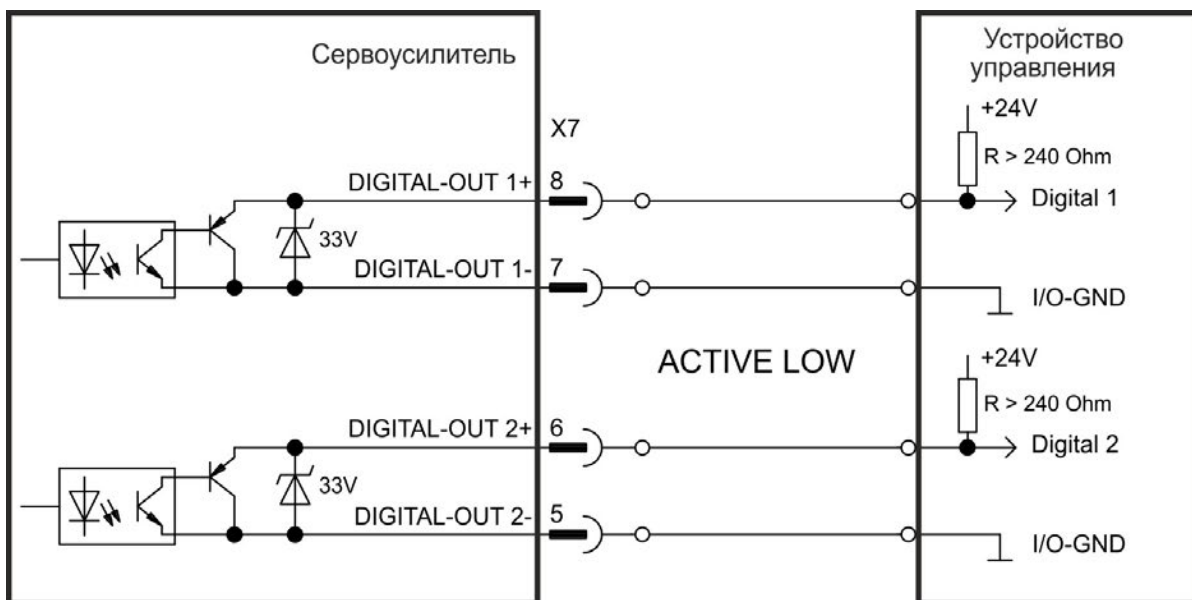 Сервоусилитель
Устройство
управления
X7
+24V
R > 240 Ohm
DIGITAL-OUT 1+
8
Digital 1
33V
DIGITAL-OUT 1-
7
I/O-GND
ACTIVE LOW
+24V
R > 240 Ohm
DIGITAL-OUT 2+
6
Digital 2
33V
DIGITAL-OUT 2-
5
I/O-GND